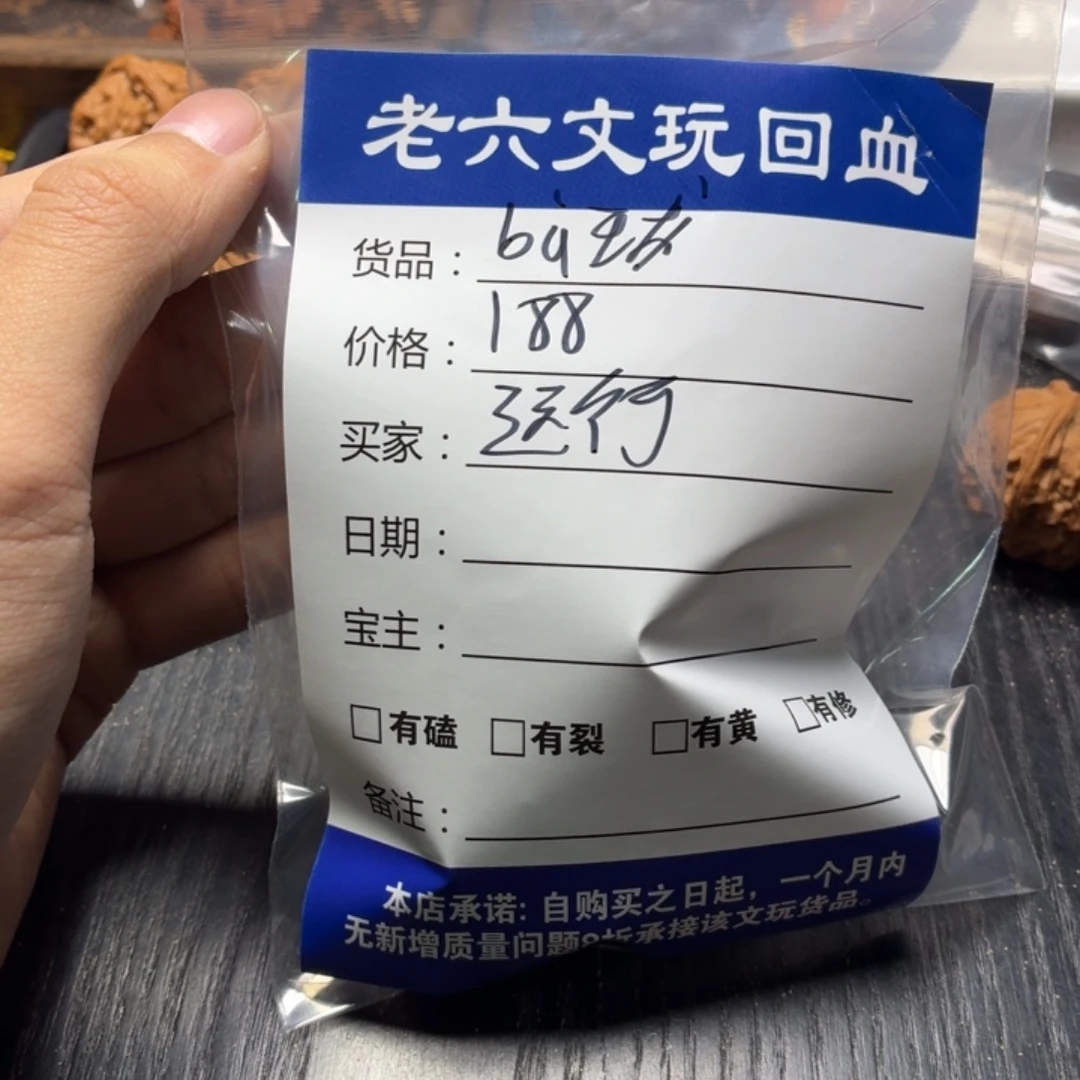 老六文玩回血
货品：
价格：188
买家：运行
日期：
宝主：
□有磕 □有裂 □有黄 □有修
备注：
本店承诺: 自购买之日起，一个月内
无新增质量问题8折承接该文玩货品。